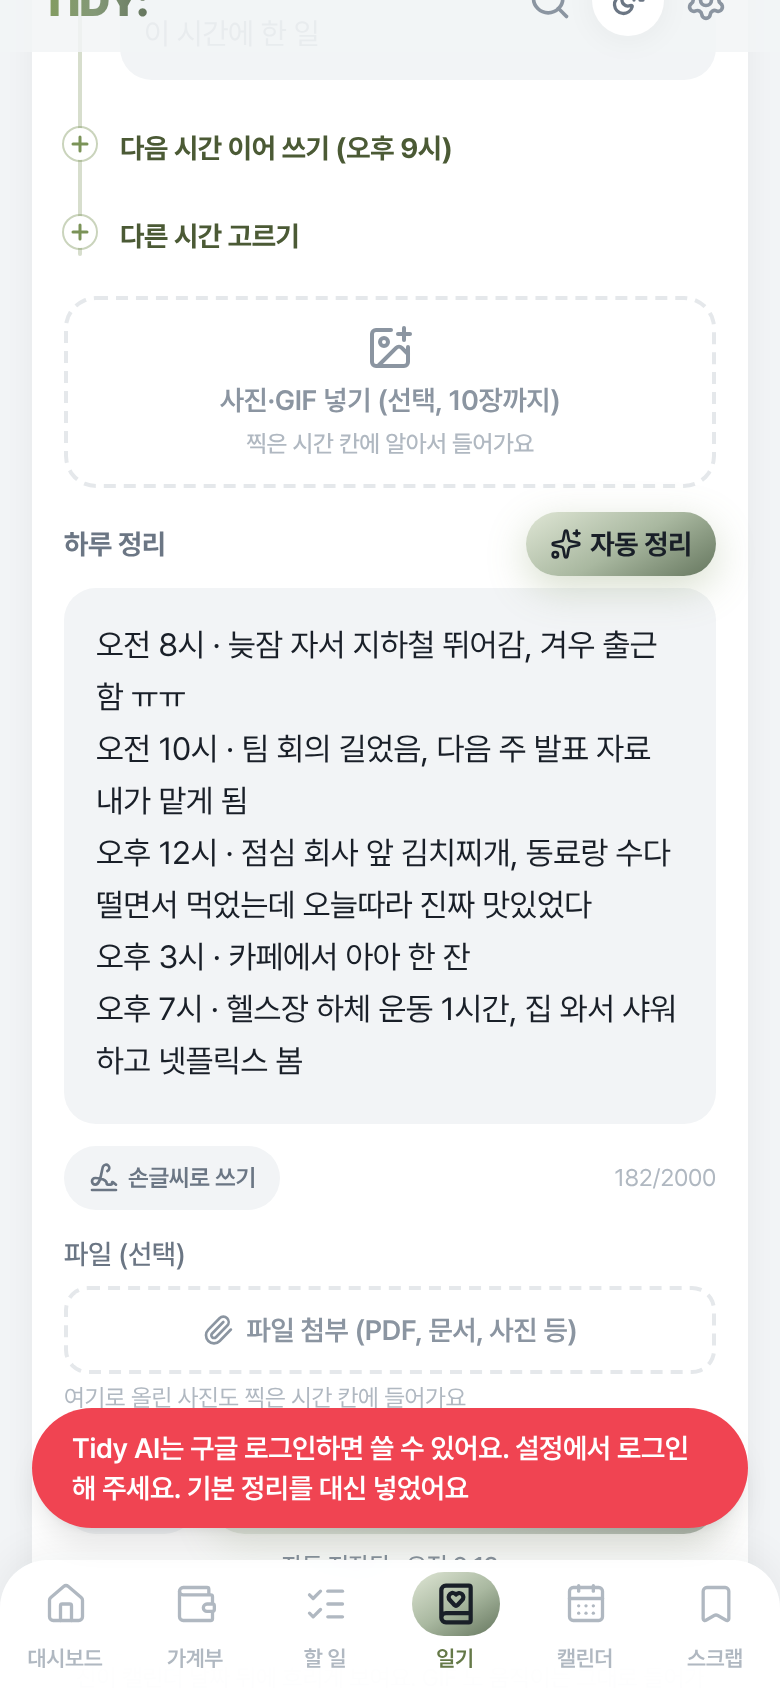 TIDY.
이 시간에 한 일
다음 시간 이어 쓰기 (오후 9시)
다른 시간 고르기
사진·GIF 넣기 (선택, 10장까지)
찍은 시간 칸에 알아서 들어가요
하루 정리
자동 정리
오전 8시 · 늦잠 자서 지하철 뛰어감, 겨우 출근
함 ㅠㅠ
오전 10시 · 팀 회의 길었음, 다음 주 발표 자료
내가 맡게 됨
오후 12시 · 점심 회사 앞 김치찌개, 동료랑 수다
떨면서 먹었는데 오늘따라 진짜 맛있었다
오후 3시 · 카페에서 아아 한 잔
오후 7시 · 헬스장 하체 운동 1시간, 집 와서 샤워
하고 넷플릭스 봄
손글씨로 쓰기
182/2000
파일 (선택)
파일 첨부 (PDF, 문서, 사진 등)
여기로 올린 사진도 찍은 시간 칸에 들어가요
Tidy AI는 구글 로그인하면 쓸 수 있어요. 설정에서 로그인
해 주세요. 기본 정리를 대신 넣었어요
대시보드
가계부
할 일
일기
캘린더
스크랩